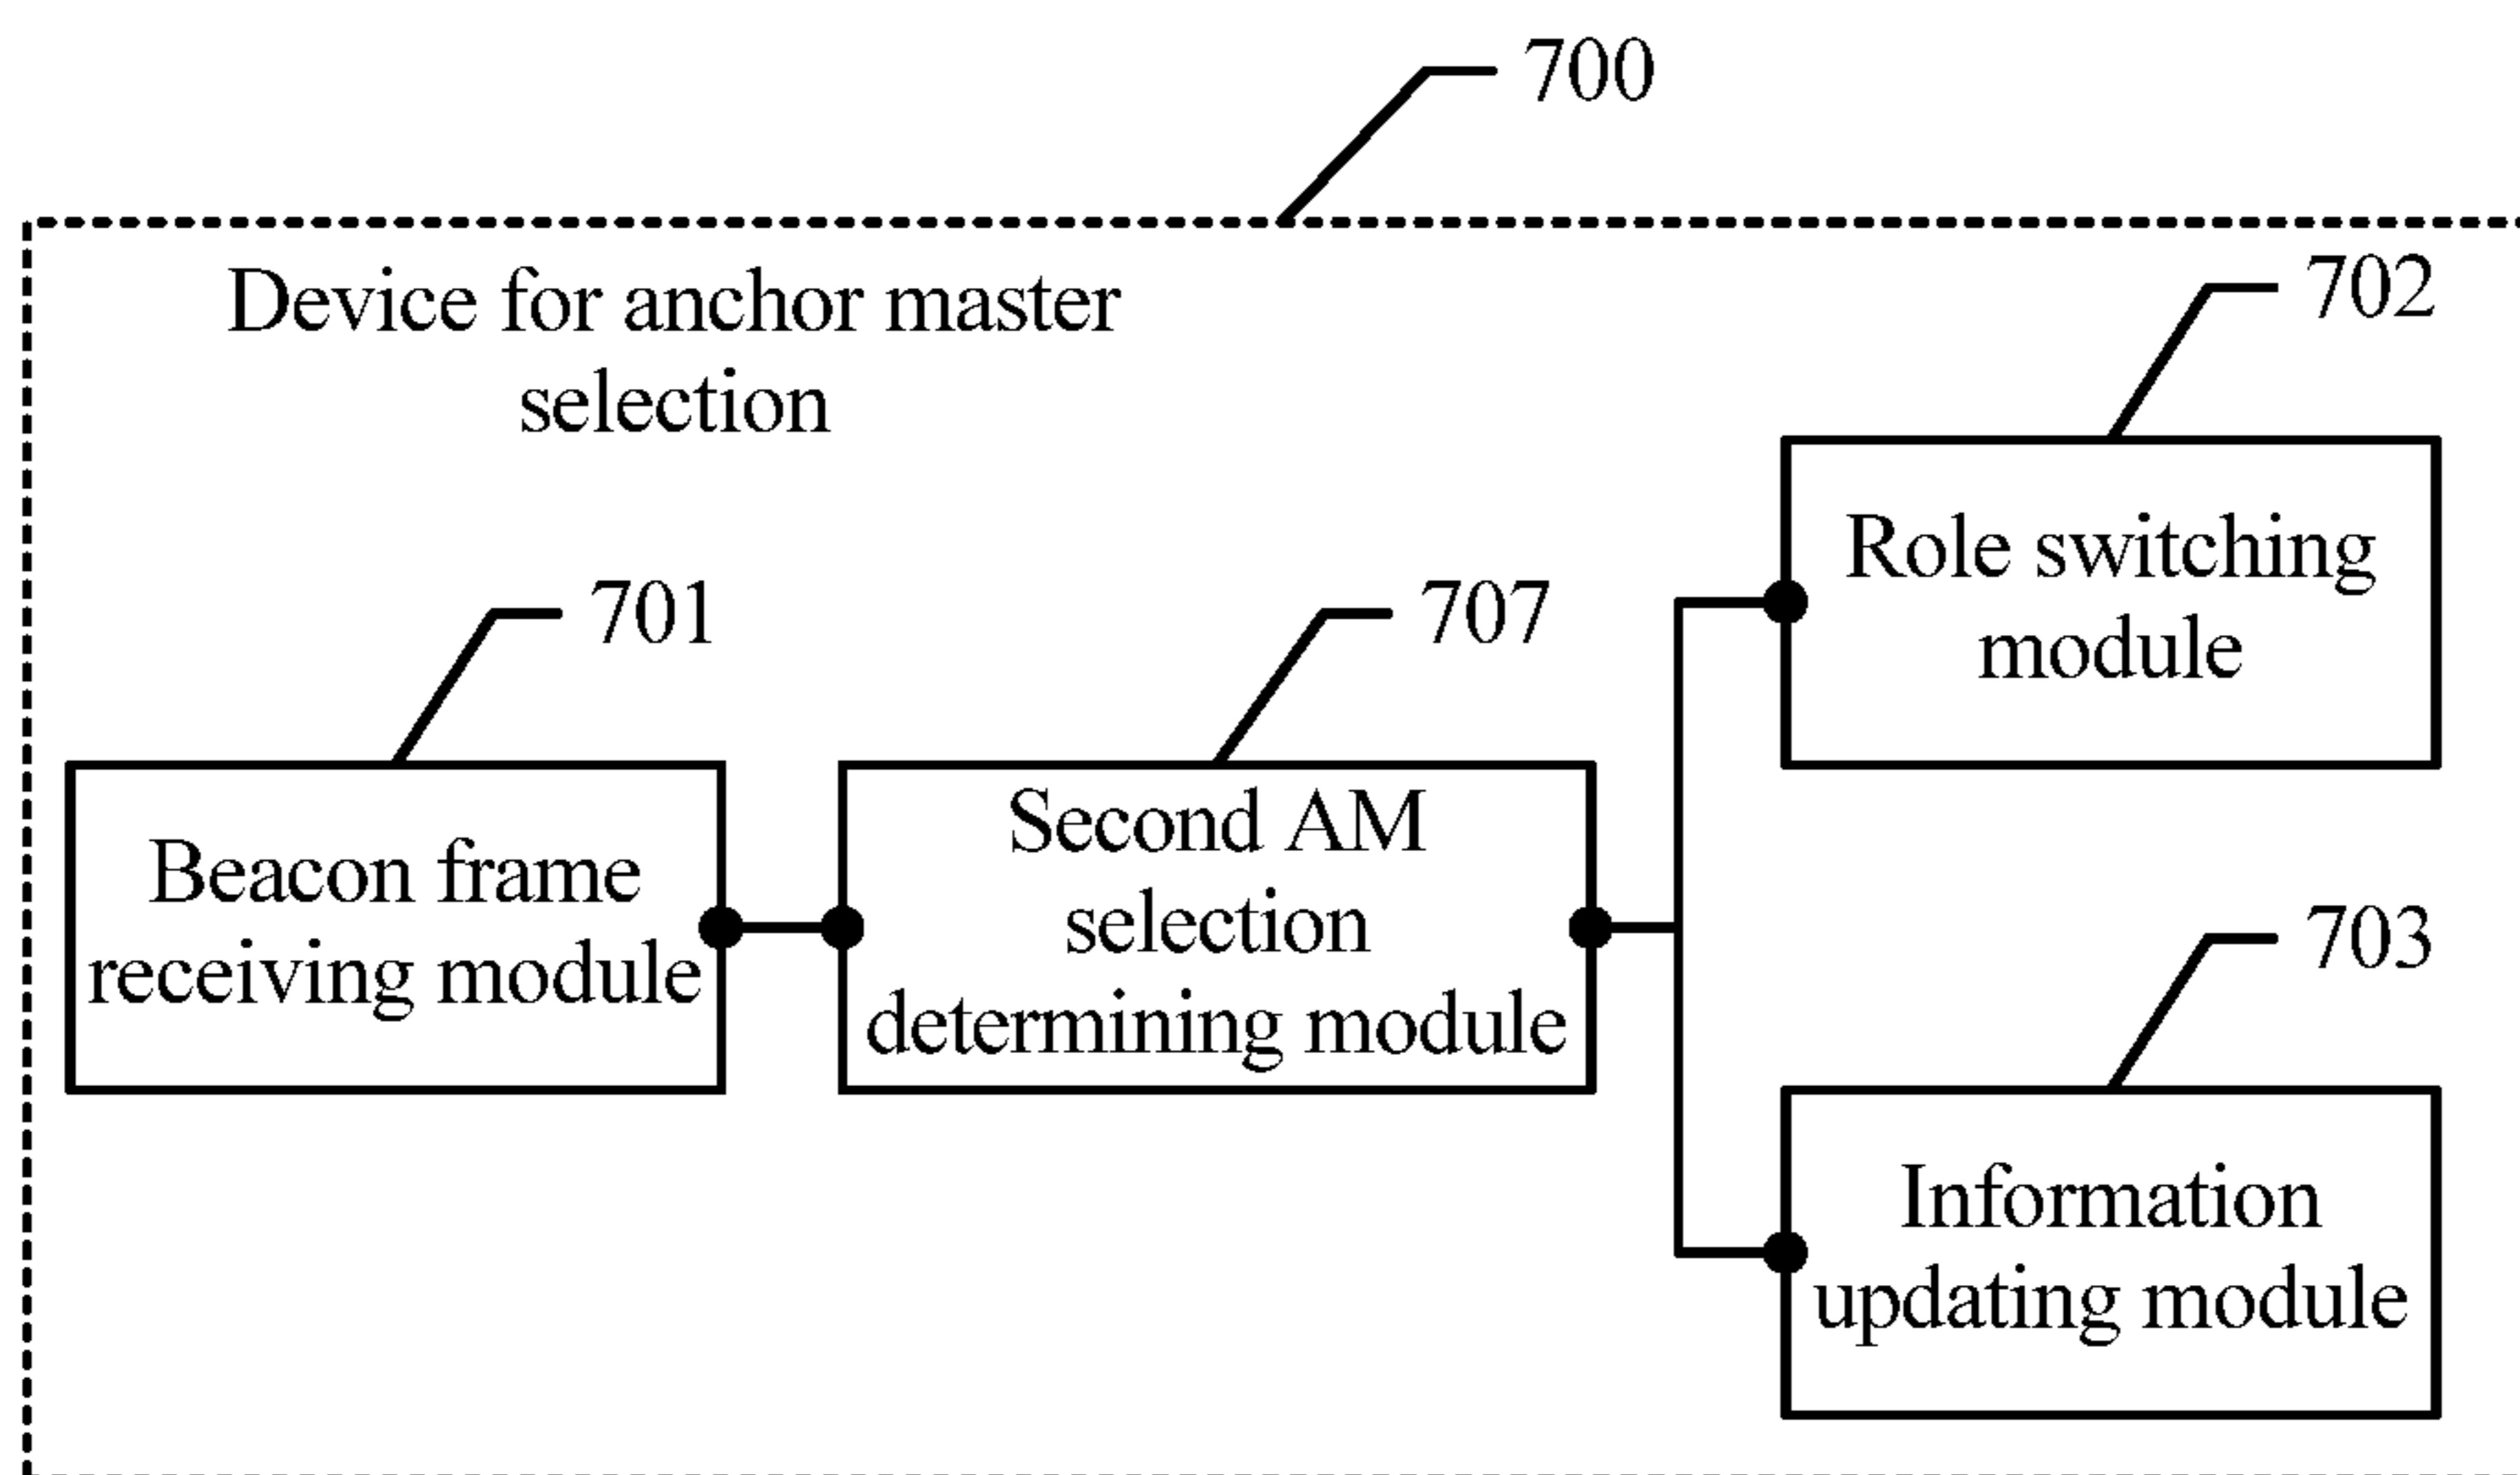 700
Device for anchor master
selection
702
Role switching
module
701
Beacon frame
receiving module
707
Second AM
selection
determining module
703
Information
updating module